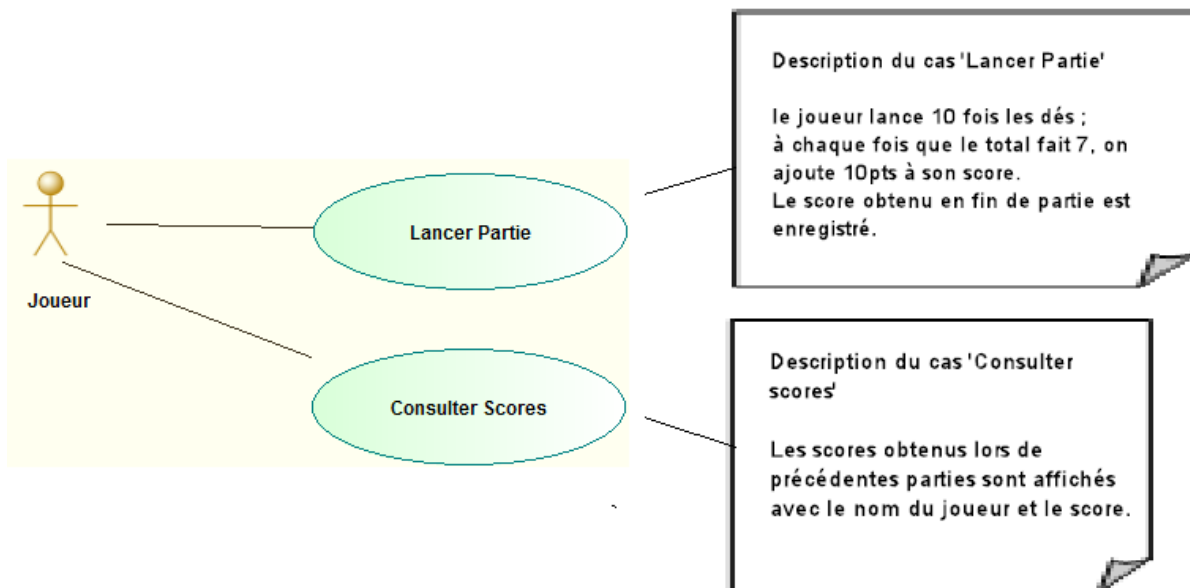 Joueur
Lancer Partie
Consulter Scores
Description du cas 'Lancer Partie'
le joueur lance 10 fois les dés ;
à chaque fois que le total fait 7, on
ajoute 10pts à son score.
Le score obtenu en fin de partie est
enregistré.
Description du cas 'Consulter
scores'
Les scores obtenus lors de
précédentes parties sont affichés
avec le nom du joueur et le score.